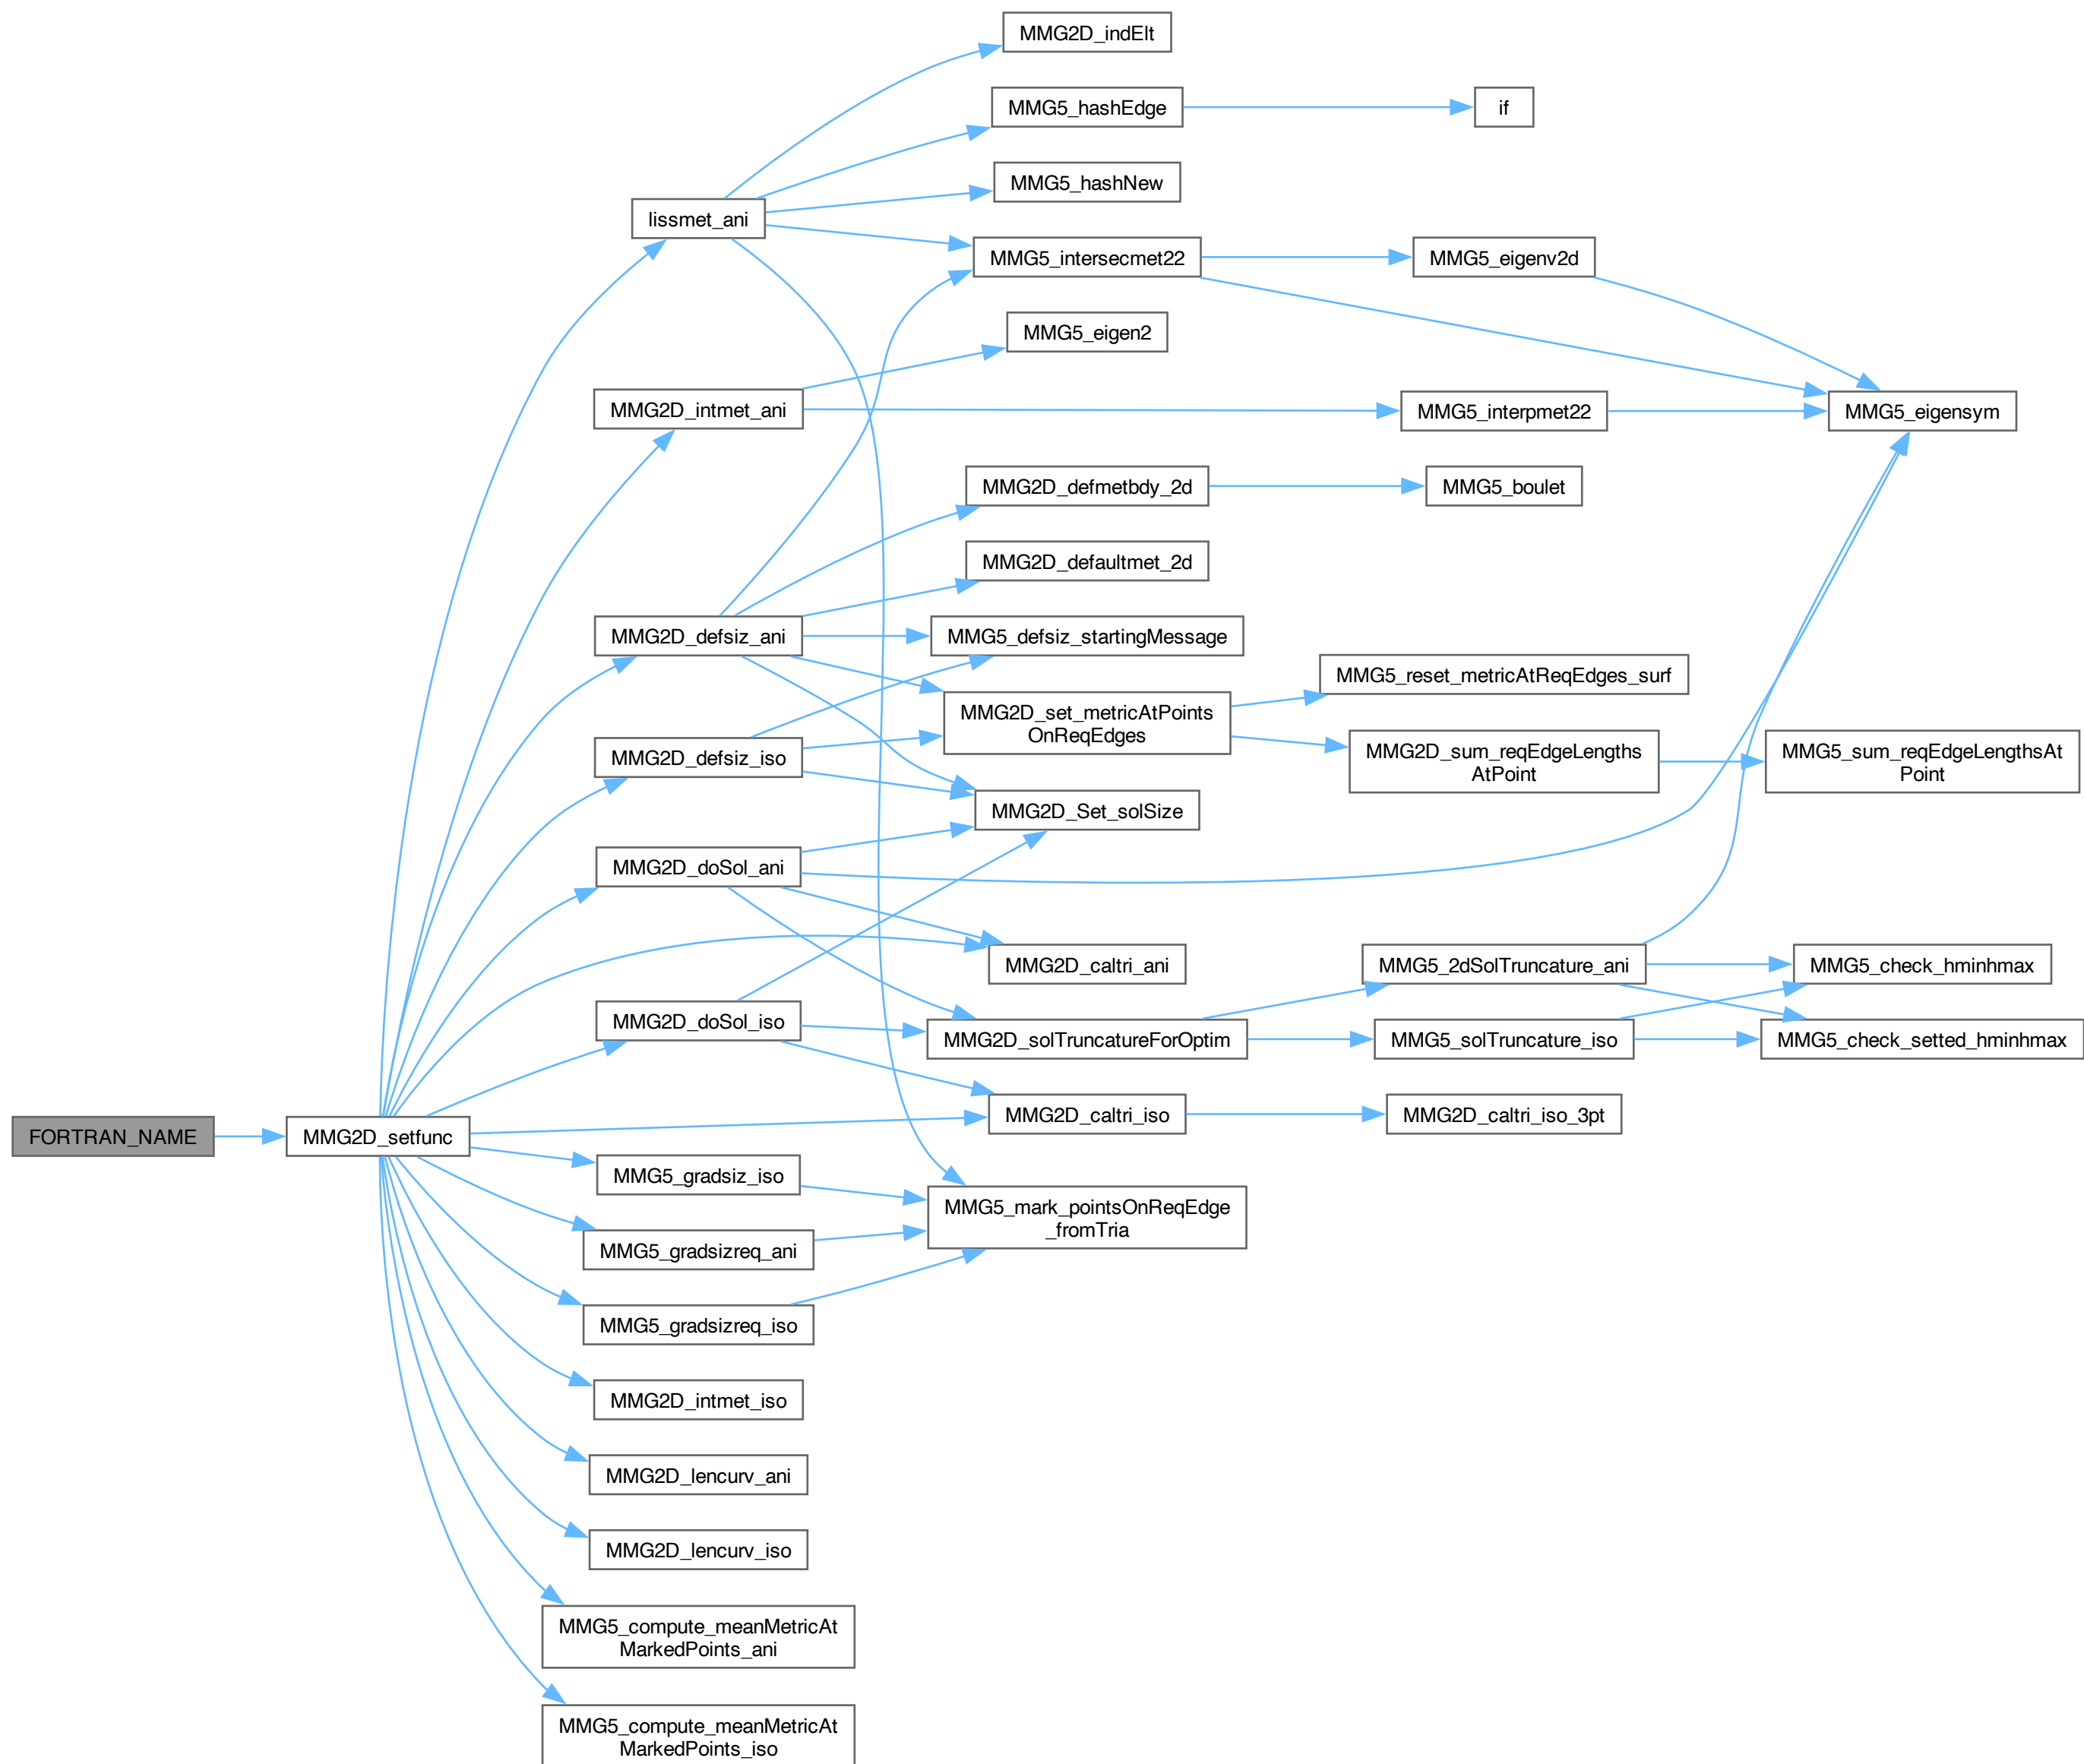 MMG2D_indElt
MMG5_hashEdge
if
MMG5_hashNew
lissmet_ani
MMG5_intersecmet22
MMG5_eigenv2d
MMG5_eigen2
MMG2D_intmet_ani
MMG5_interpmet22
MMG5_eigensym
MMG2D_defmetbdy_2d
MMG5_boulet
MMG2D_defaultmet_2d
MMG2D_defsiz_ani
MMG5_defsiz_startingMessage
MMG5_reset_metricAtReqEdges_surf
MMG2D_set_metricAtPoints
OnReqEdges
MMG2D_defsiz_iso
MMG2D_sum_reqEdgeLengths
AtPoint
MMG5_sum_reqEdgeLengthsAt
Point
MMG2D_Set_solSize
MMG2D_doSol_ani
MMG2D_caltri_ani
MMG5_2dSolTruncature_ani
MMG5_check_hminhmax
MMG2D_doSol_iso
MMG2D_solTruncatureForOptim
MMG5_solTruncature_iso
MMG5_check_setted_hminhmax
MMG2D_caltri_iso
MMG2D_caltri_iso_3pt
FORTRAN_NAME
MMG2D_setfunc
MMG5_gradsiz_iso
MMG5_mark_pointsOnReqEdge
_fromTria
MMG5_gradsizreq_ani
MMG5_gradsizreq_iso
MMG2D_intmet_iso
MMG2D_lencurv_ani
MMG2D_lencurv_iso
MMG5_compute_meanMetricAt
MarkedPoints_ani
MMG5_compute_meanMetricAt
MarkedPoints_iso